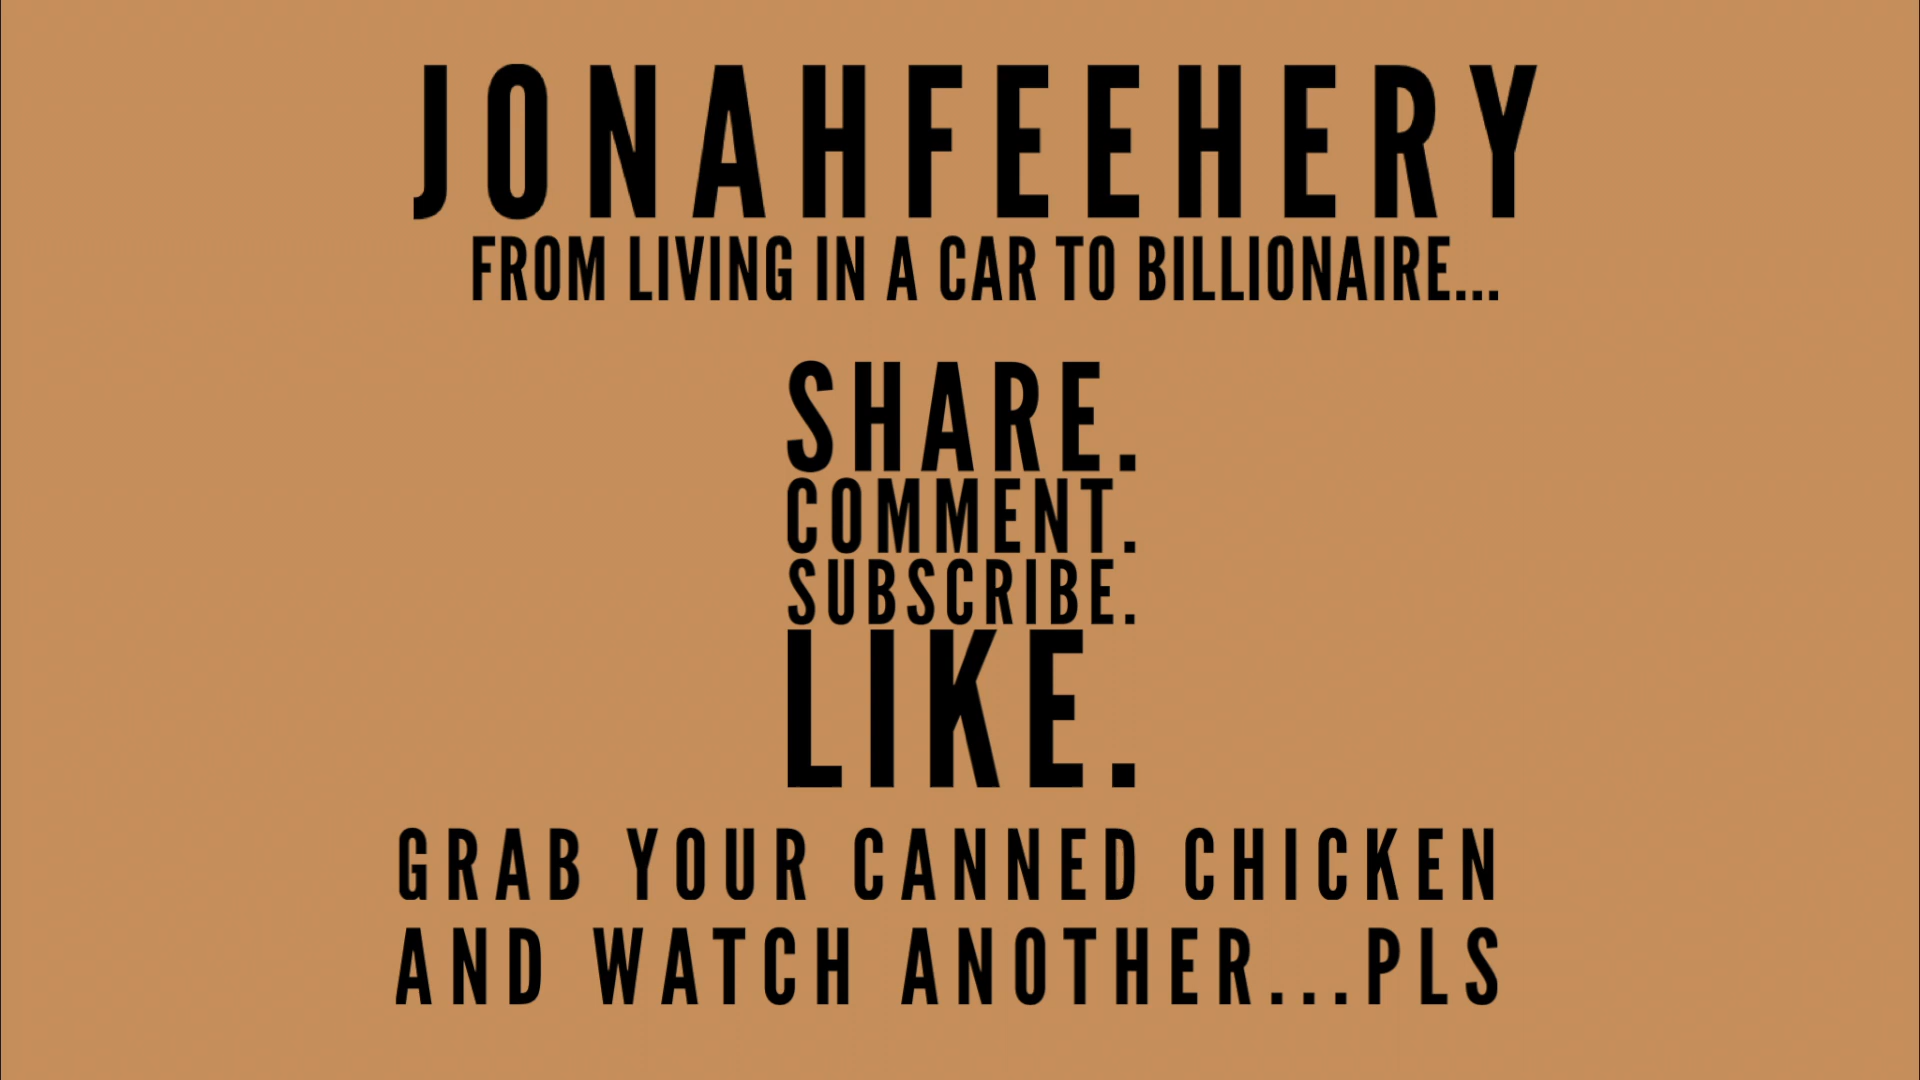 JONAHFEEHERY
FROM LIVING IN A CAR TO BILLIONAIRE...
SHARE.
COMMENT.
SUBSCRIBE.
LIKE.
GRAB YOUR CANNED CHICKEN
AND WATCH ANOTHER...PLS